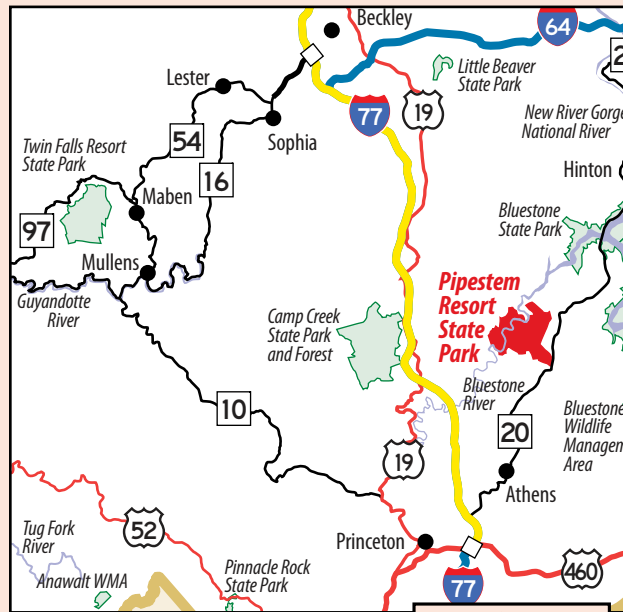 Beckley
64
Lester
Little Beaver
State Park
2
77
19
New River Gorge
National River
Sophia
54
Twin Falls Resort
State Park
16
Hinton
Maben
Bluestone
State Park
97
Mullens
Guyandotte
River
Pipestem
Resort
State
Park
Camp Creek
State Park
and Forest
Bluestone
River
10
20
Bluestone
Wildlife
Managem
Area
19
Athens
52
Tug Fork
River
Princeton
460
Anawalt WMA
Pinnacle Rock
State Park
77